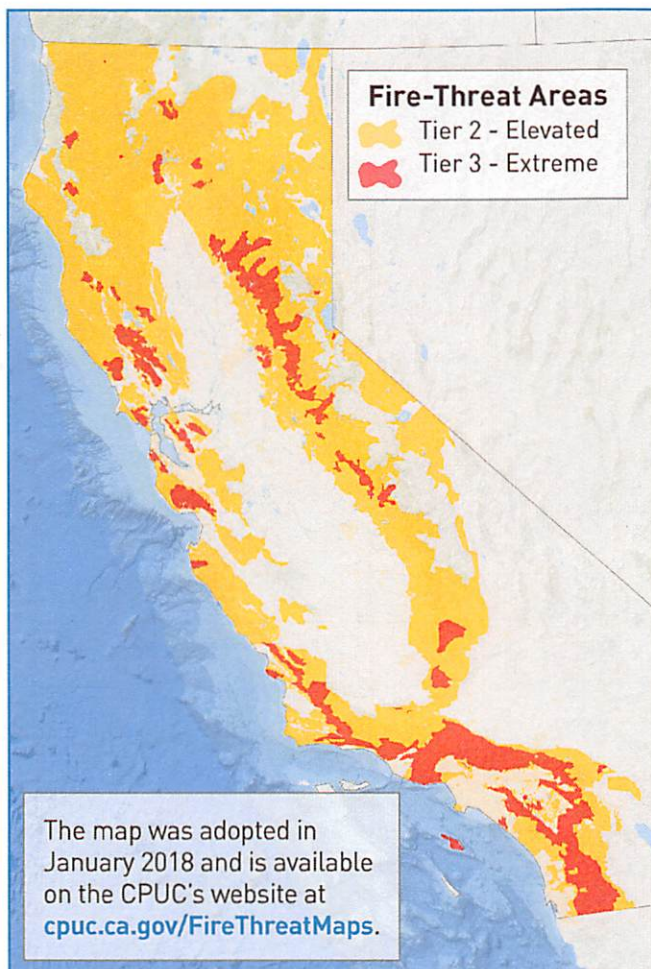 Fire-Threat Areas
Tier 2 - Elevated
Tier 3 - Extreme
The map was adopted in
January 2018 and is available
on the CPUC's website at
cpuc.ca.gov/FireThreatMaps.